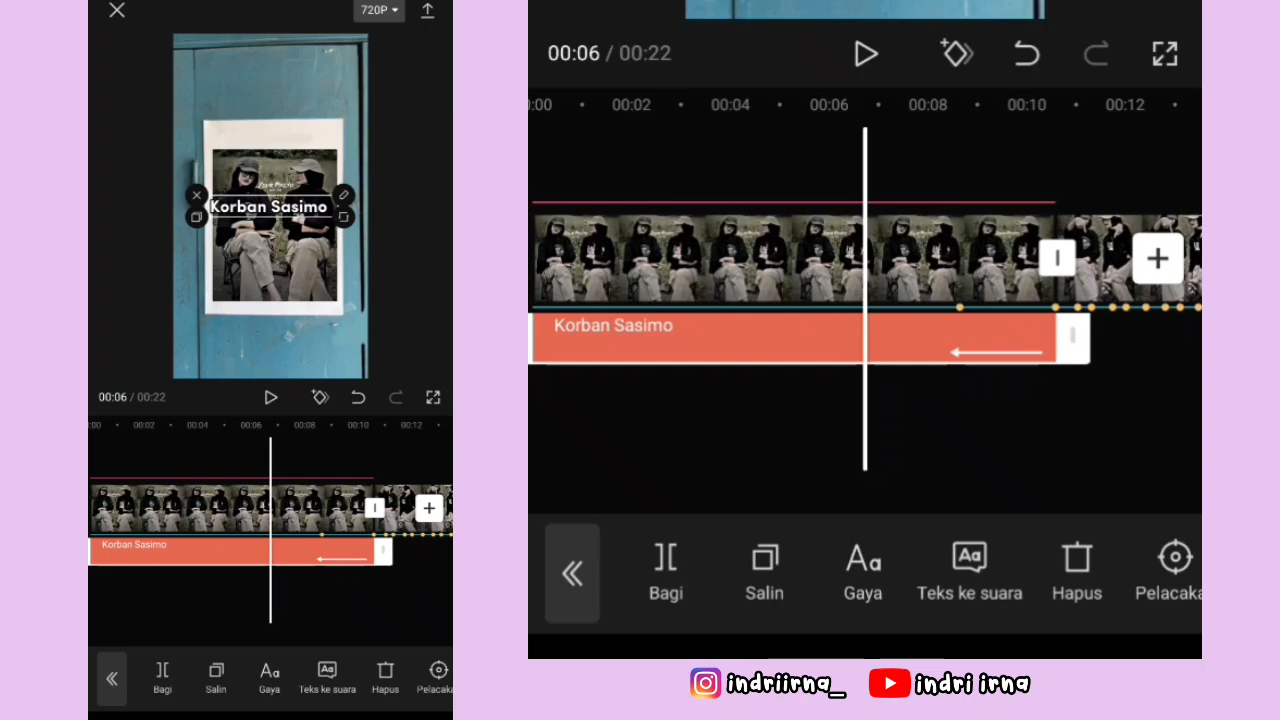 720P
Korban Sasimo
00:06 / 00:22
:00 00:02 00:04 00:06 00:08 00:10 00:12
Korban Sasimo
Bagi Salin Gaya Teks ke suara Hapus Pelacaka
00:06 / 00:22
0:00 00:02 00:04 00:06 00:08 00:10 00:12
Korban Sasimo
Bagi Salin Gaya Teks ke suara Hapus Pelacaka
indriirna_ indri irna